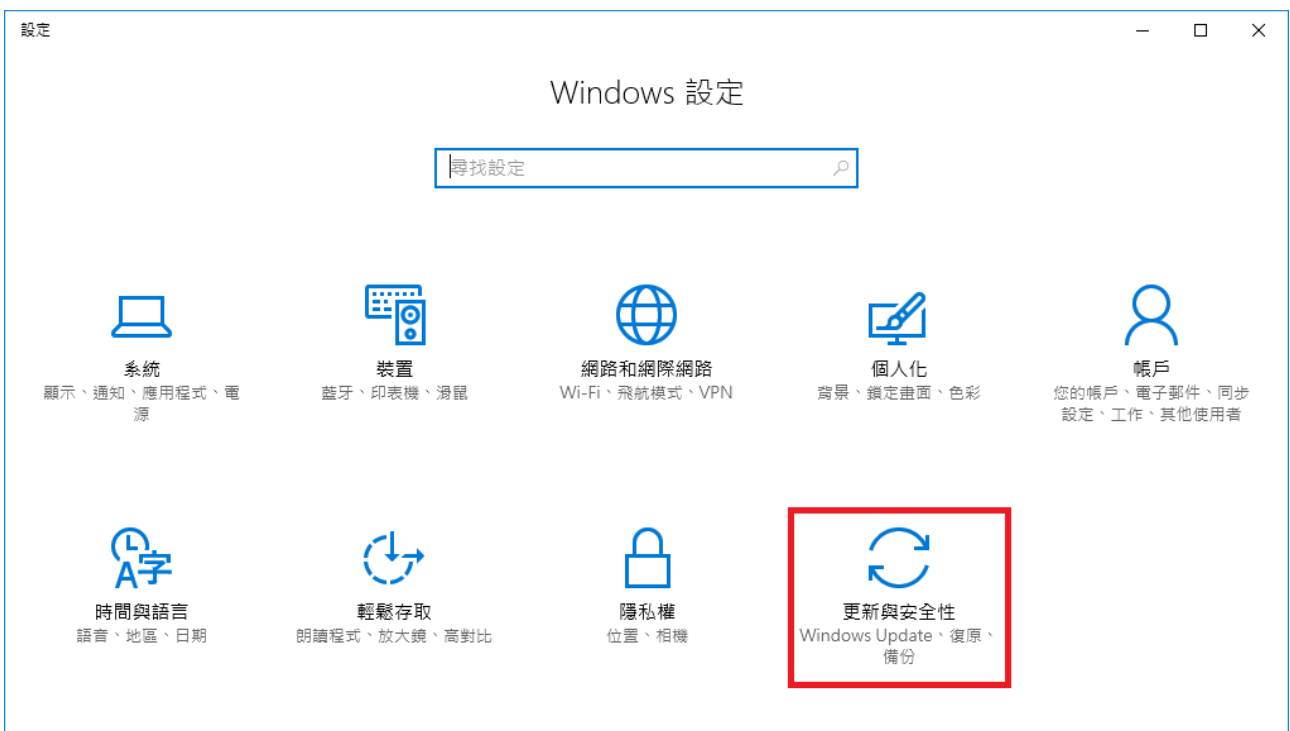 設定
Windows 設定
尋找設定
系統
顯示、通知、應用程式、電
源
裝置
藍牙、印表機、滑鼠
網路和網際網路
Wi-Fi、飛航模式、VPN
個人化
背景、鎖定畫面、色彩
帳戶
您的帳戶、電子郵件、同步
設定、工作、其他使用者
時間與語言
語音、地區、日期
輕鬆存取
朗讀程式、放大鏡、高對比
隱私權
位置、相機
更新與安全性
Windows Update、復原、
備份